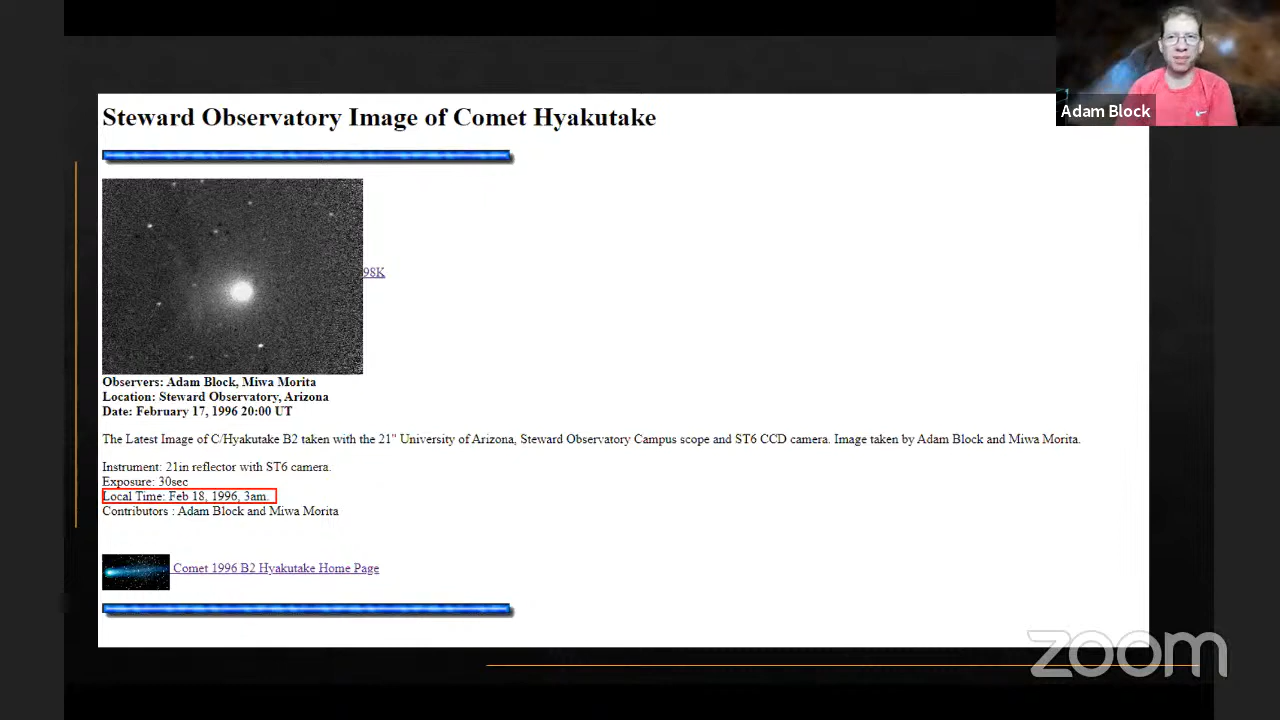 Steward Observatory Image of Comet Hyakutake
Adam Block
98K
Observers: Adam Block, Miwa Morita
Location: Steward Observatory, Arizona
Date: February 17, 1996 20:00 UT
The Latest Image of C/Hyakutake B2 taken with the 21" University of Arizona, Steward Observatory Campus scope and ST6 CCD camera. Image taken by Adam Block and Miwa Morita.
Instrument: 21in reflector with ST6 camera.
Exposure: 30sec
Local Time: Feb 18, 1996, 3am.
Contributors : Adam Block and Miwa Morita
Comet 1996 B2 Hyakutake Home Page
zoom